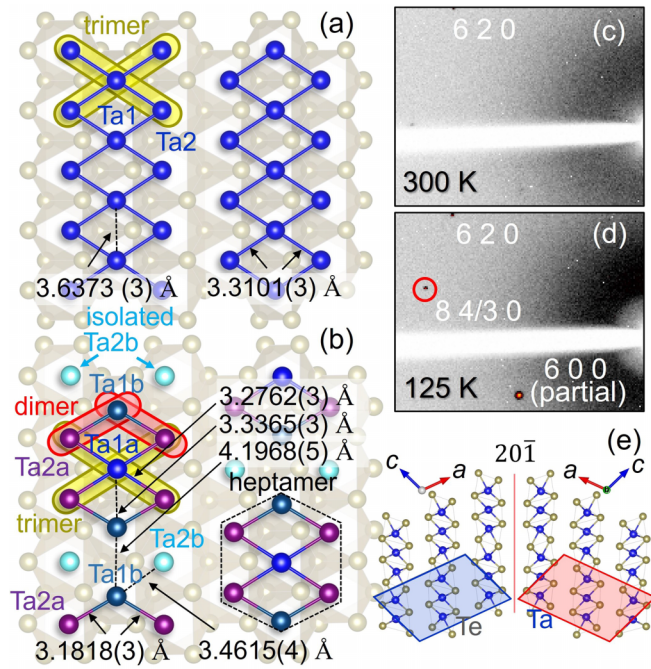 (a)
trimer
Ta1
Ta2
3.6373 (3) Å
3.3101(3) Å
(b)
isolated
Ta2b
Ta1b
dimer
Ta1a
Ta2a
trimer
3.2762(3) Å
3.3365(3) Å
4.1968(5) Å
heptamer
Ta2b
Ta1b
Ta2a
3.1818(3) Å
3.4615(4) Å
(c)
6 2 0
300 K
(d)
6 2 0
8 4/3 0
6 0 0
(partial)
125 K
(e)
201̅
c
a
a
c
Te
Ta